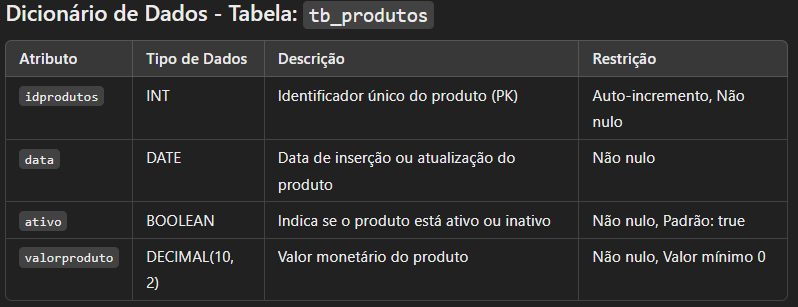 Dicionário de Dados - Tabela: tb_produtos
Atributo Tipo de Dados Descrição Restrição
idprodutos INT Identificador único do produto (PK) Auto-incremento, Não
nulo
data DATE Data de inserção ou atualização do Não nulo
produto
ativo BOOLEAN Indica se o produto está ativo ou inativo Não nulo, Padrão: true
valorproduto DECIMAL(10, Valor monetário do produto Não nulo, Valor mínimo 0
2)